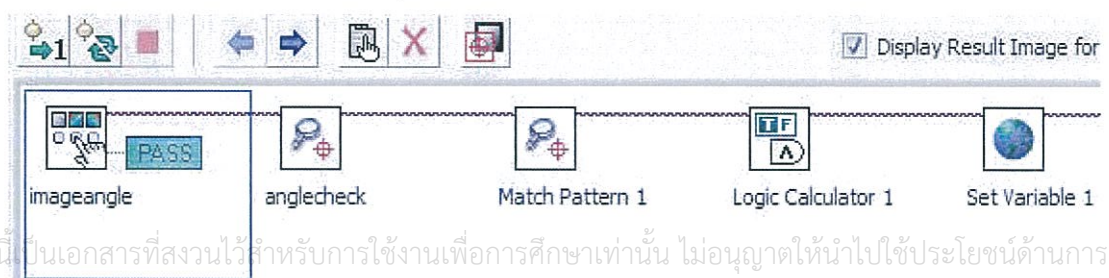 1
Display Result Image for
PASS
imageangle
anglecheck
Match Pattern 1
Logic Calculator 1
Set Variable 1
TF
A
นี้เป็นเอกสารที่สงวนไว้สำหรับการใช้งานเพื่อการศึกษาเท่านั้น ไม่อนุญาตให้นำไปใช้ประโยชน์ด้านการ